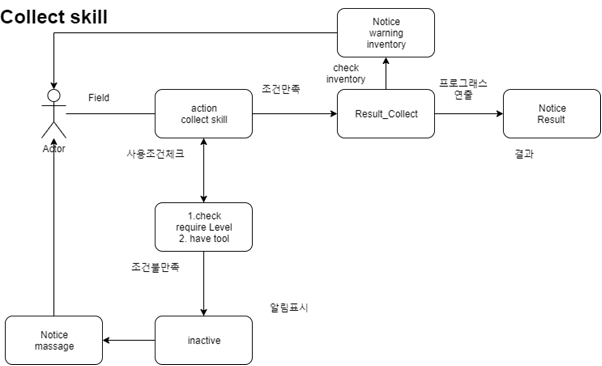 Collect skill
Notice
warning
inventory
check
inventory
프로그래스
연출
조건만족
Field
action
collect skill
Result_Collect
Notice
Result
Actor
사용조건체크
결과
1.check
require Level
2. have tool
조건불만족
알림표시
Notice
massage
inactive